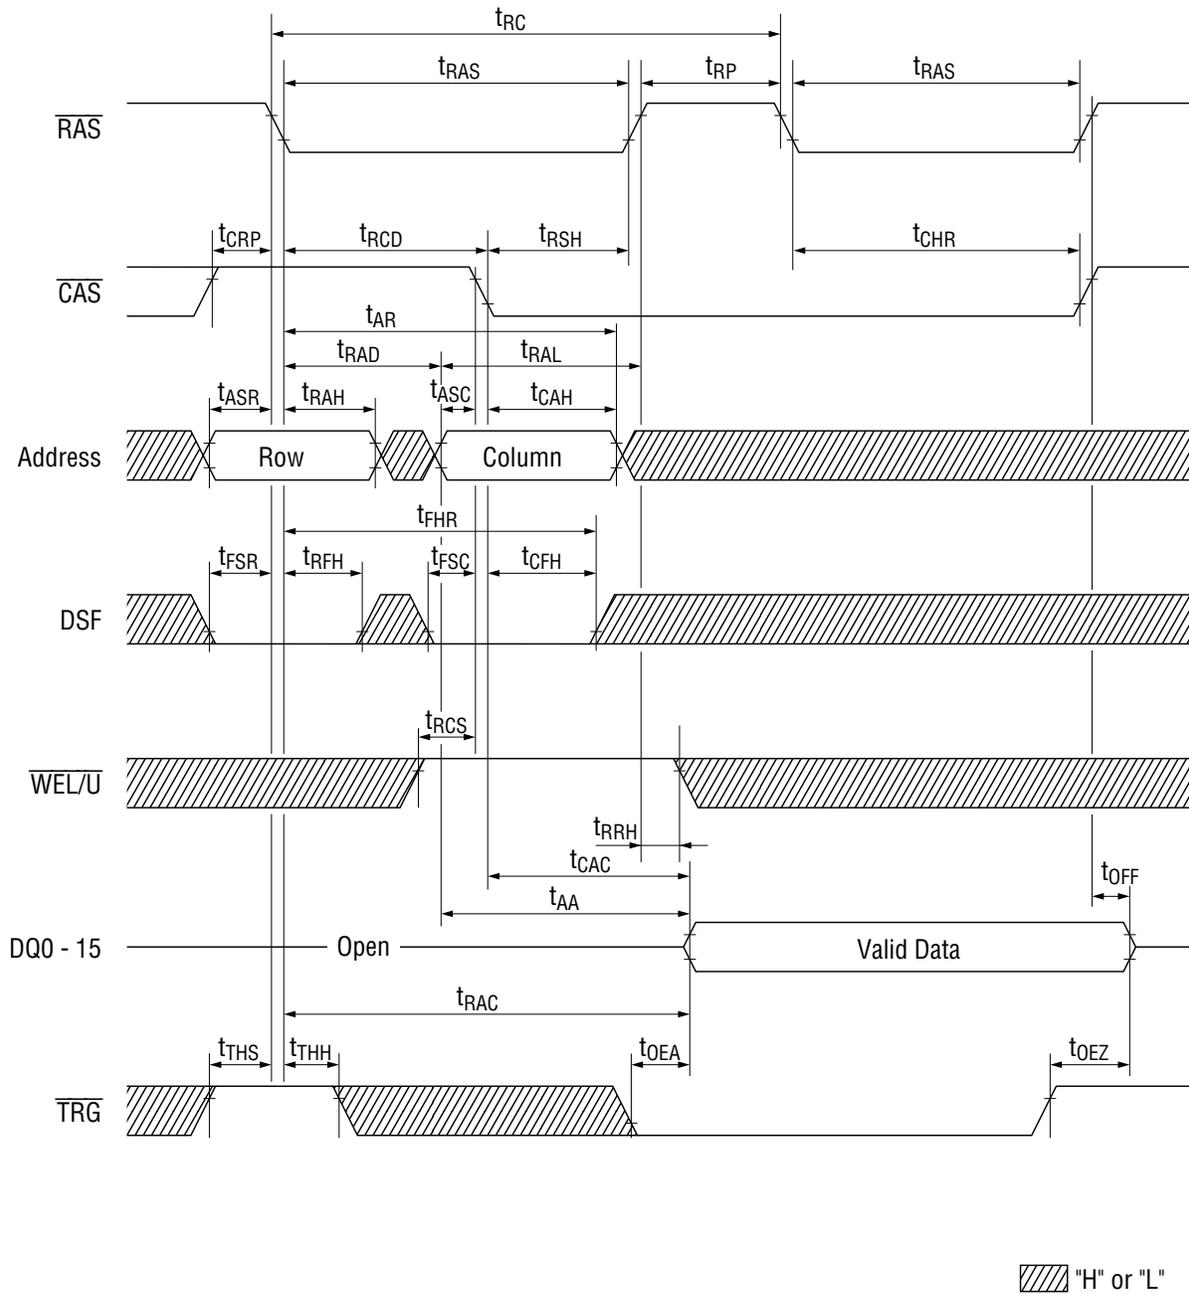 tRC
tRAS tRP tRAS
RAS
tCRP tRCD tRSH tCHR
CAS
tAR
tRAD tRAL
tASR tRAH tASC tCAH
Address Row Column
tFHR
tFSR tRFH tFSC tCFH
DSF
tRCS
WEL/U
tRRH
tCAC
tOFF
tAA
DQ0 - 15 Open Valid Data
tRAC
tTHS tTHH tOEA tOEZ
TRG
"H" or "L"